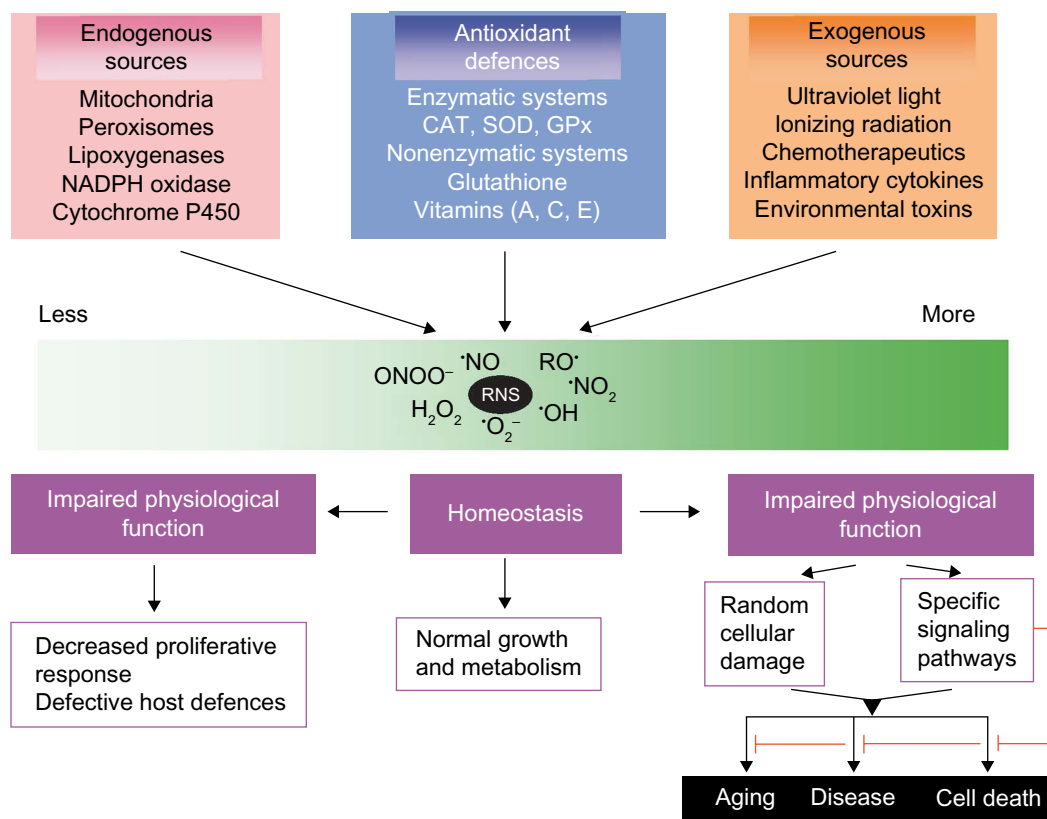 Endogenous
sources
Mitochondria
Peroxisomes
Lipoxygenases
NADPH oxidase
Cytochrome P450
Antioxidant
defences
Enzymatic systems
CAT, SOD, GPx
Nonenzymatic systems
Glutathione
Vitamins (A, C, E)
Exogenous
sources
Ultraviolet light
Ionizing radiation
Chemotherapeutics
Inflammatory cytokines
Environmental toxins
Less
More
ONOO⁻
•NO
RO•
•NO₂
RNS
H₂O₂
•OH
•O₂⁻
Impaired physiological
function
Homeostasis
Impaired physiological
function
Decreased proliferative
response
Defective host defences
Normal growth
and metabolism
Random
cellular
damage
Specific
signaling
pathways
Aging
Disease
Cell death